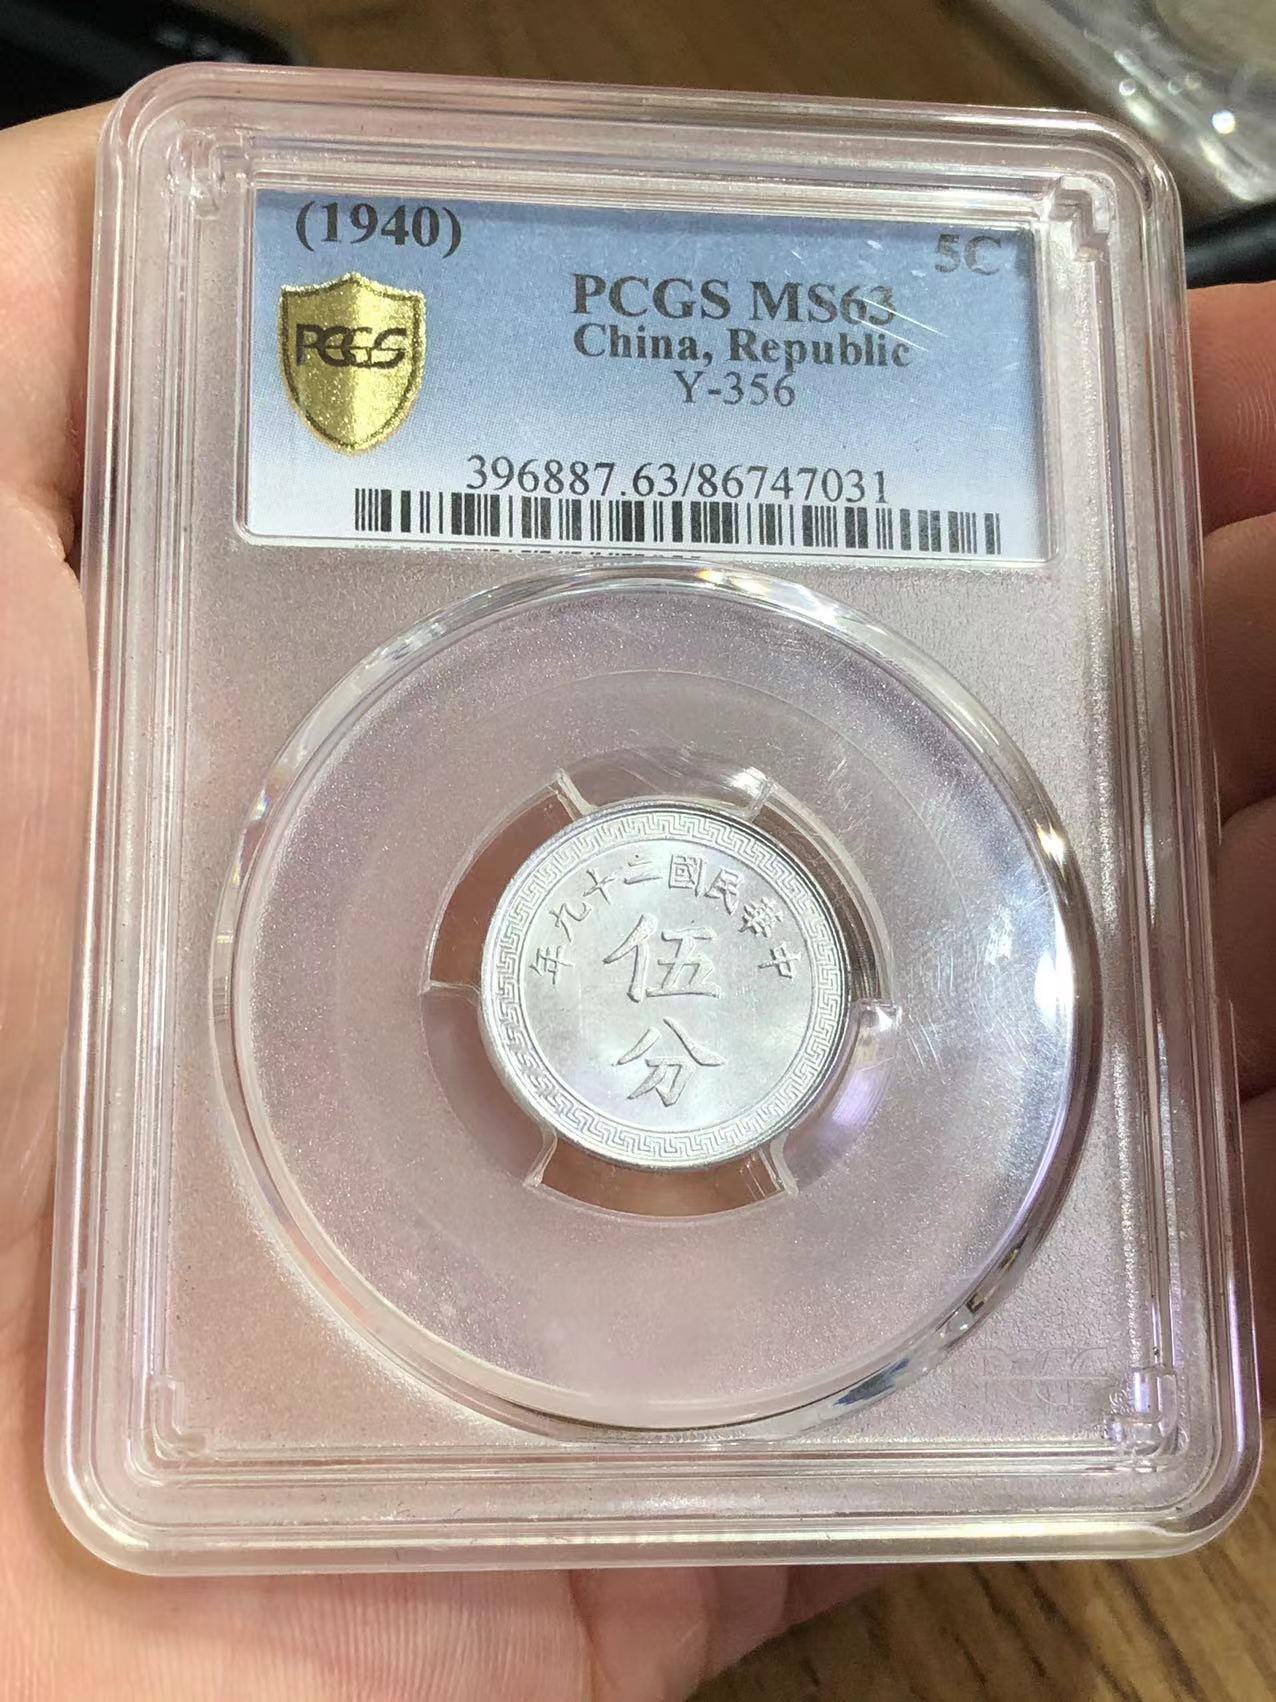 (1940)
5C
PCGS MS63
China, Republic
PCGS
Y-356
396887.63/86747031
中華民國二十九年
伍
分
PCGS